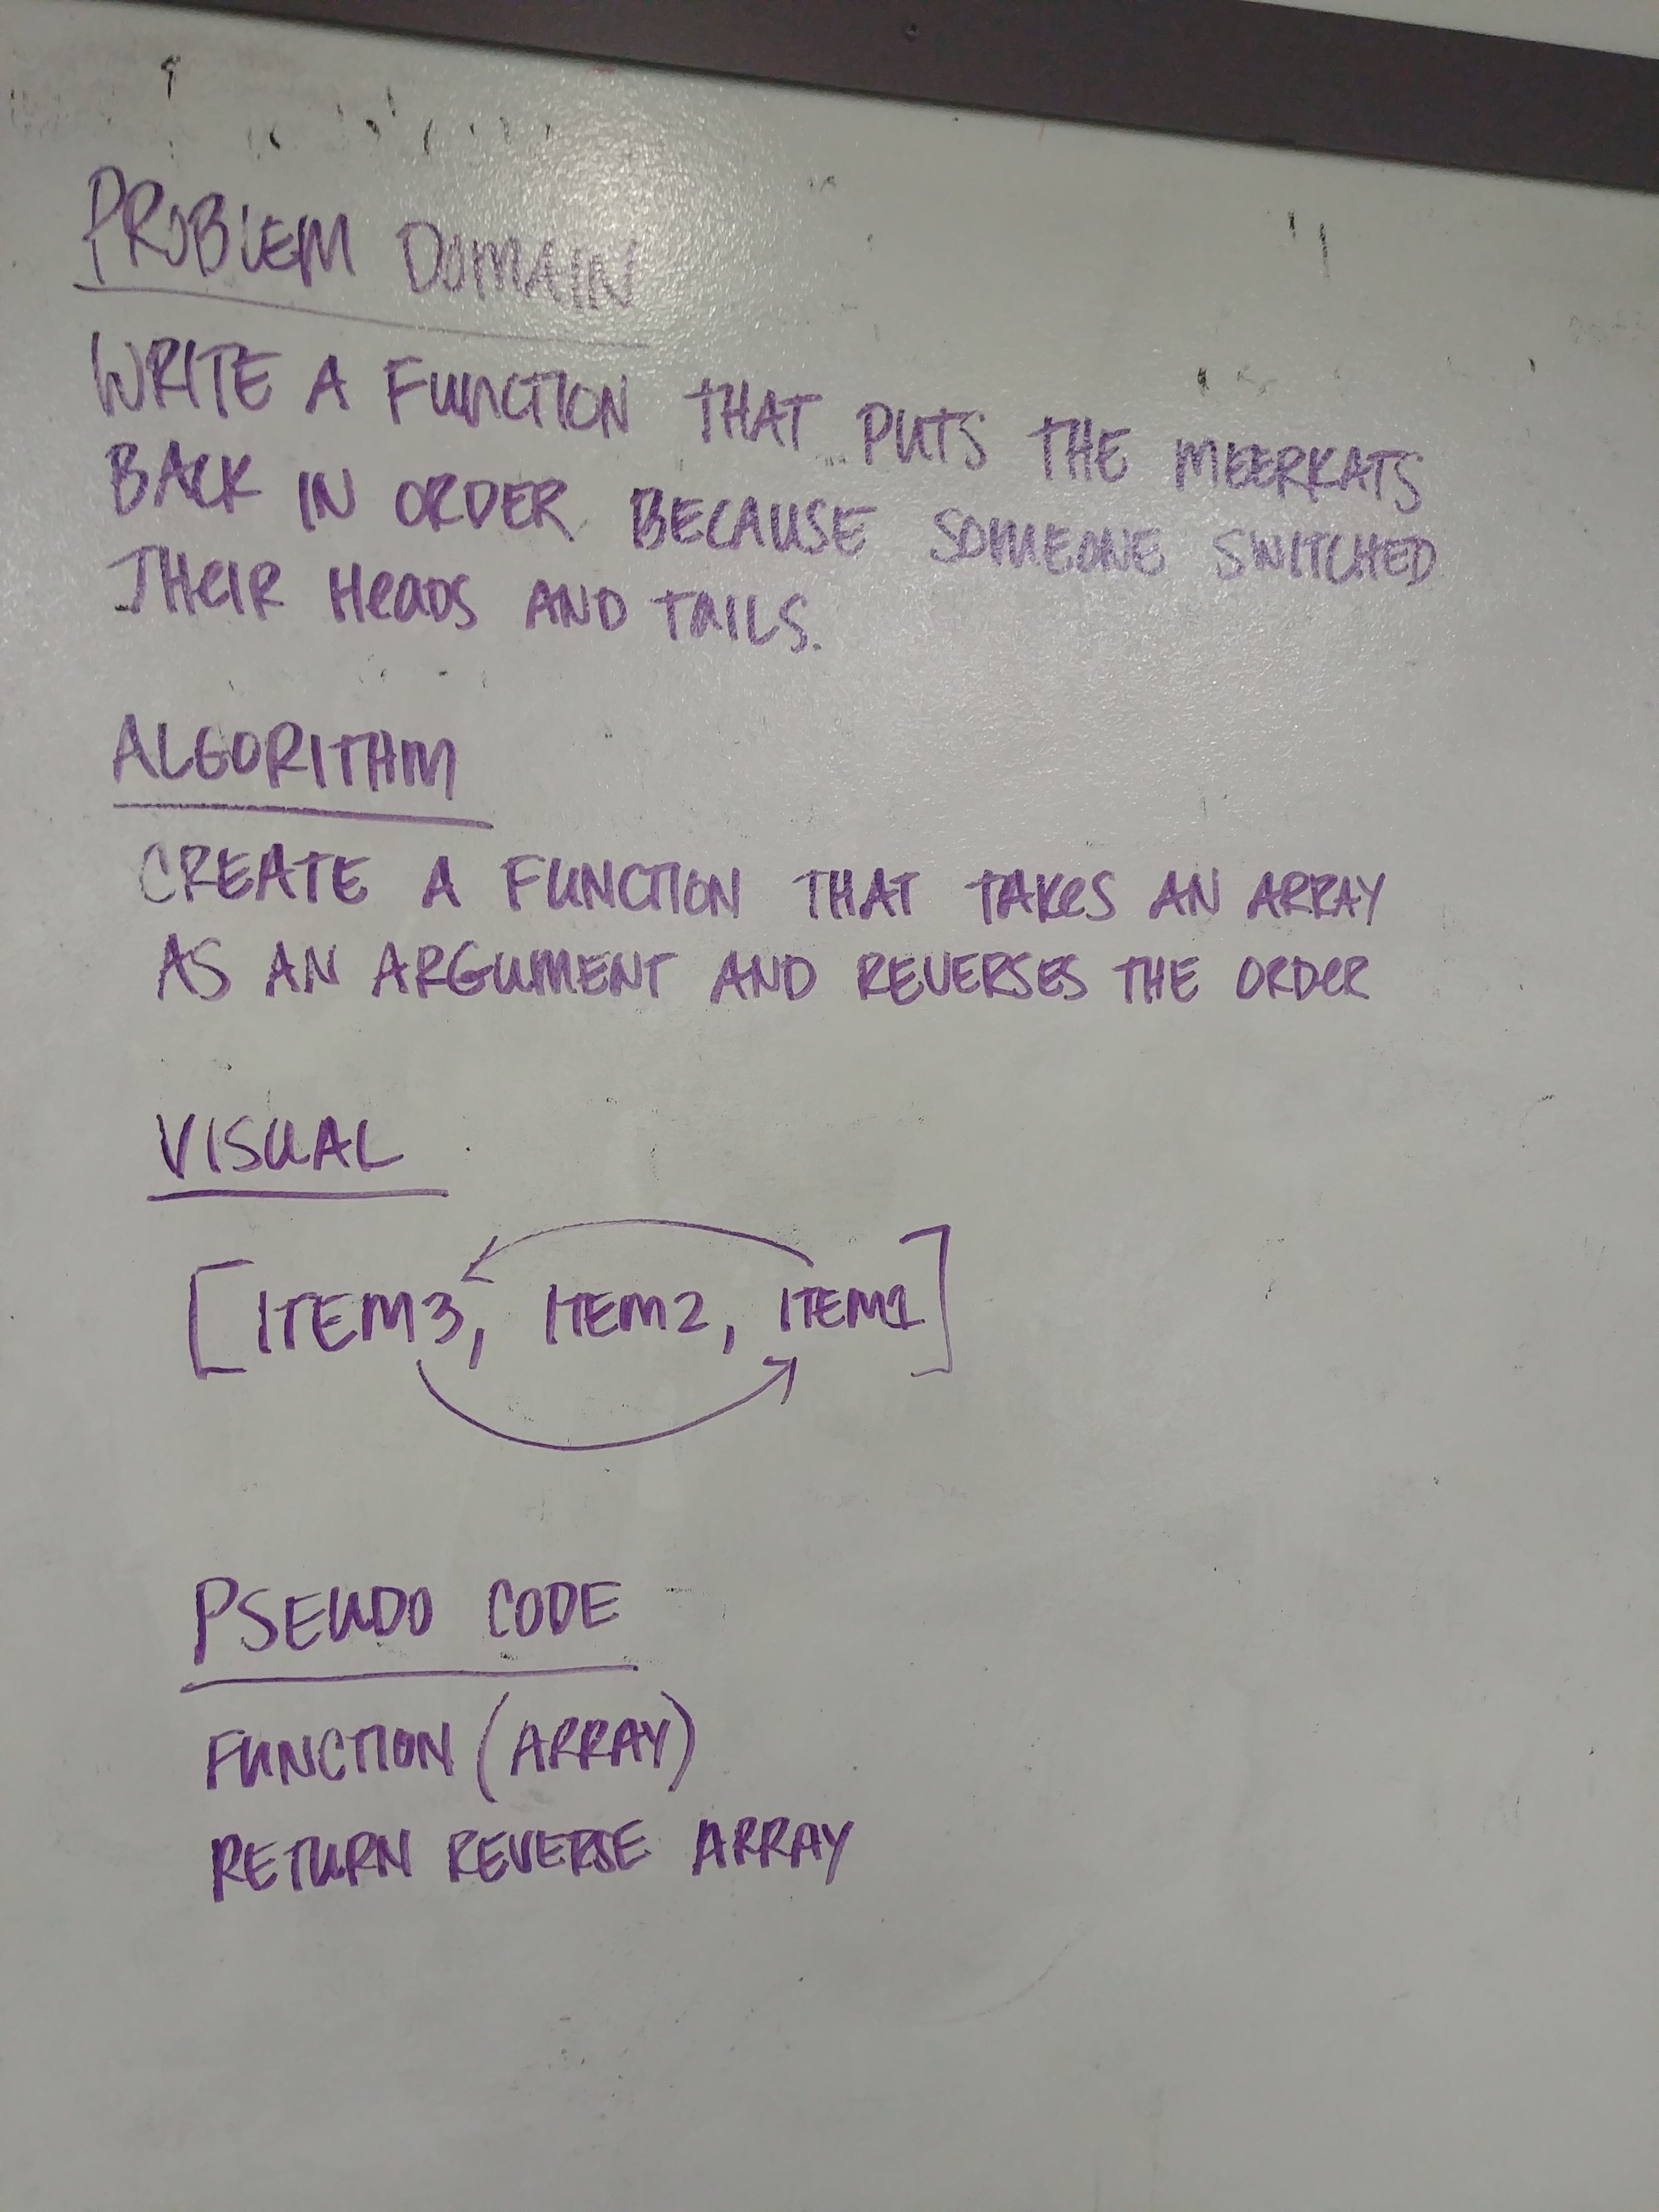 PROBLEM DOMAIN
WRITE A FUNCTION THAT PUTS THE MEERKATS
BACK IN ORDER BECAUSE SOMEONE SWITCHED
THEIR HEADS AND TAILS.
ALGORITHM
CREATE A FUNCTION THAT TAKES AN ARRAY
AS AN ARGUMENT AND REVERSES THE ORDER
VISUAL
[ITEM3, ITEM2, ITEM1]
PSEUDO CODE
FUNCTION (ARRAY)
RETURN REVERSE ARRAY